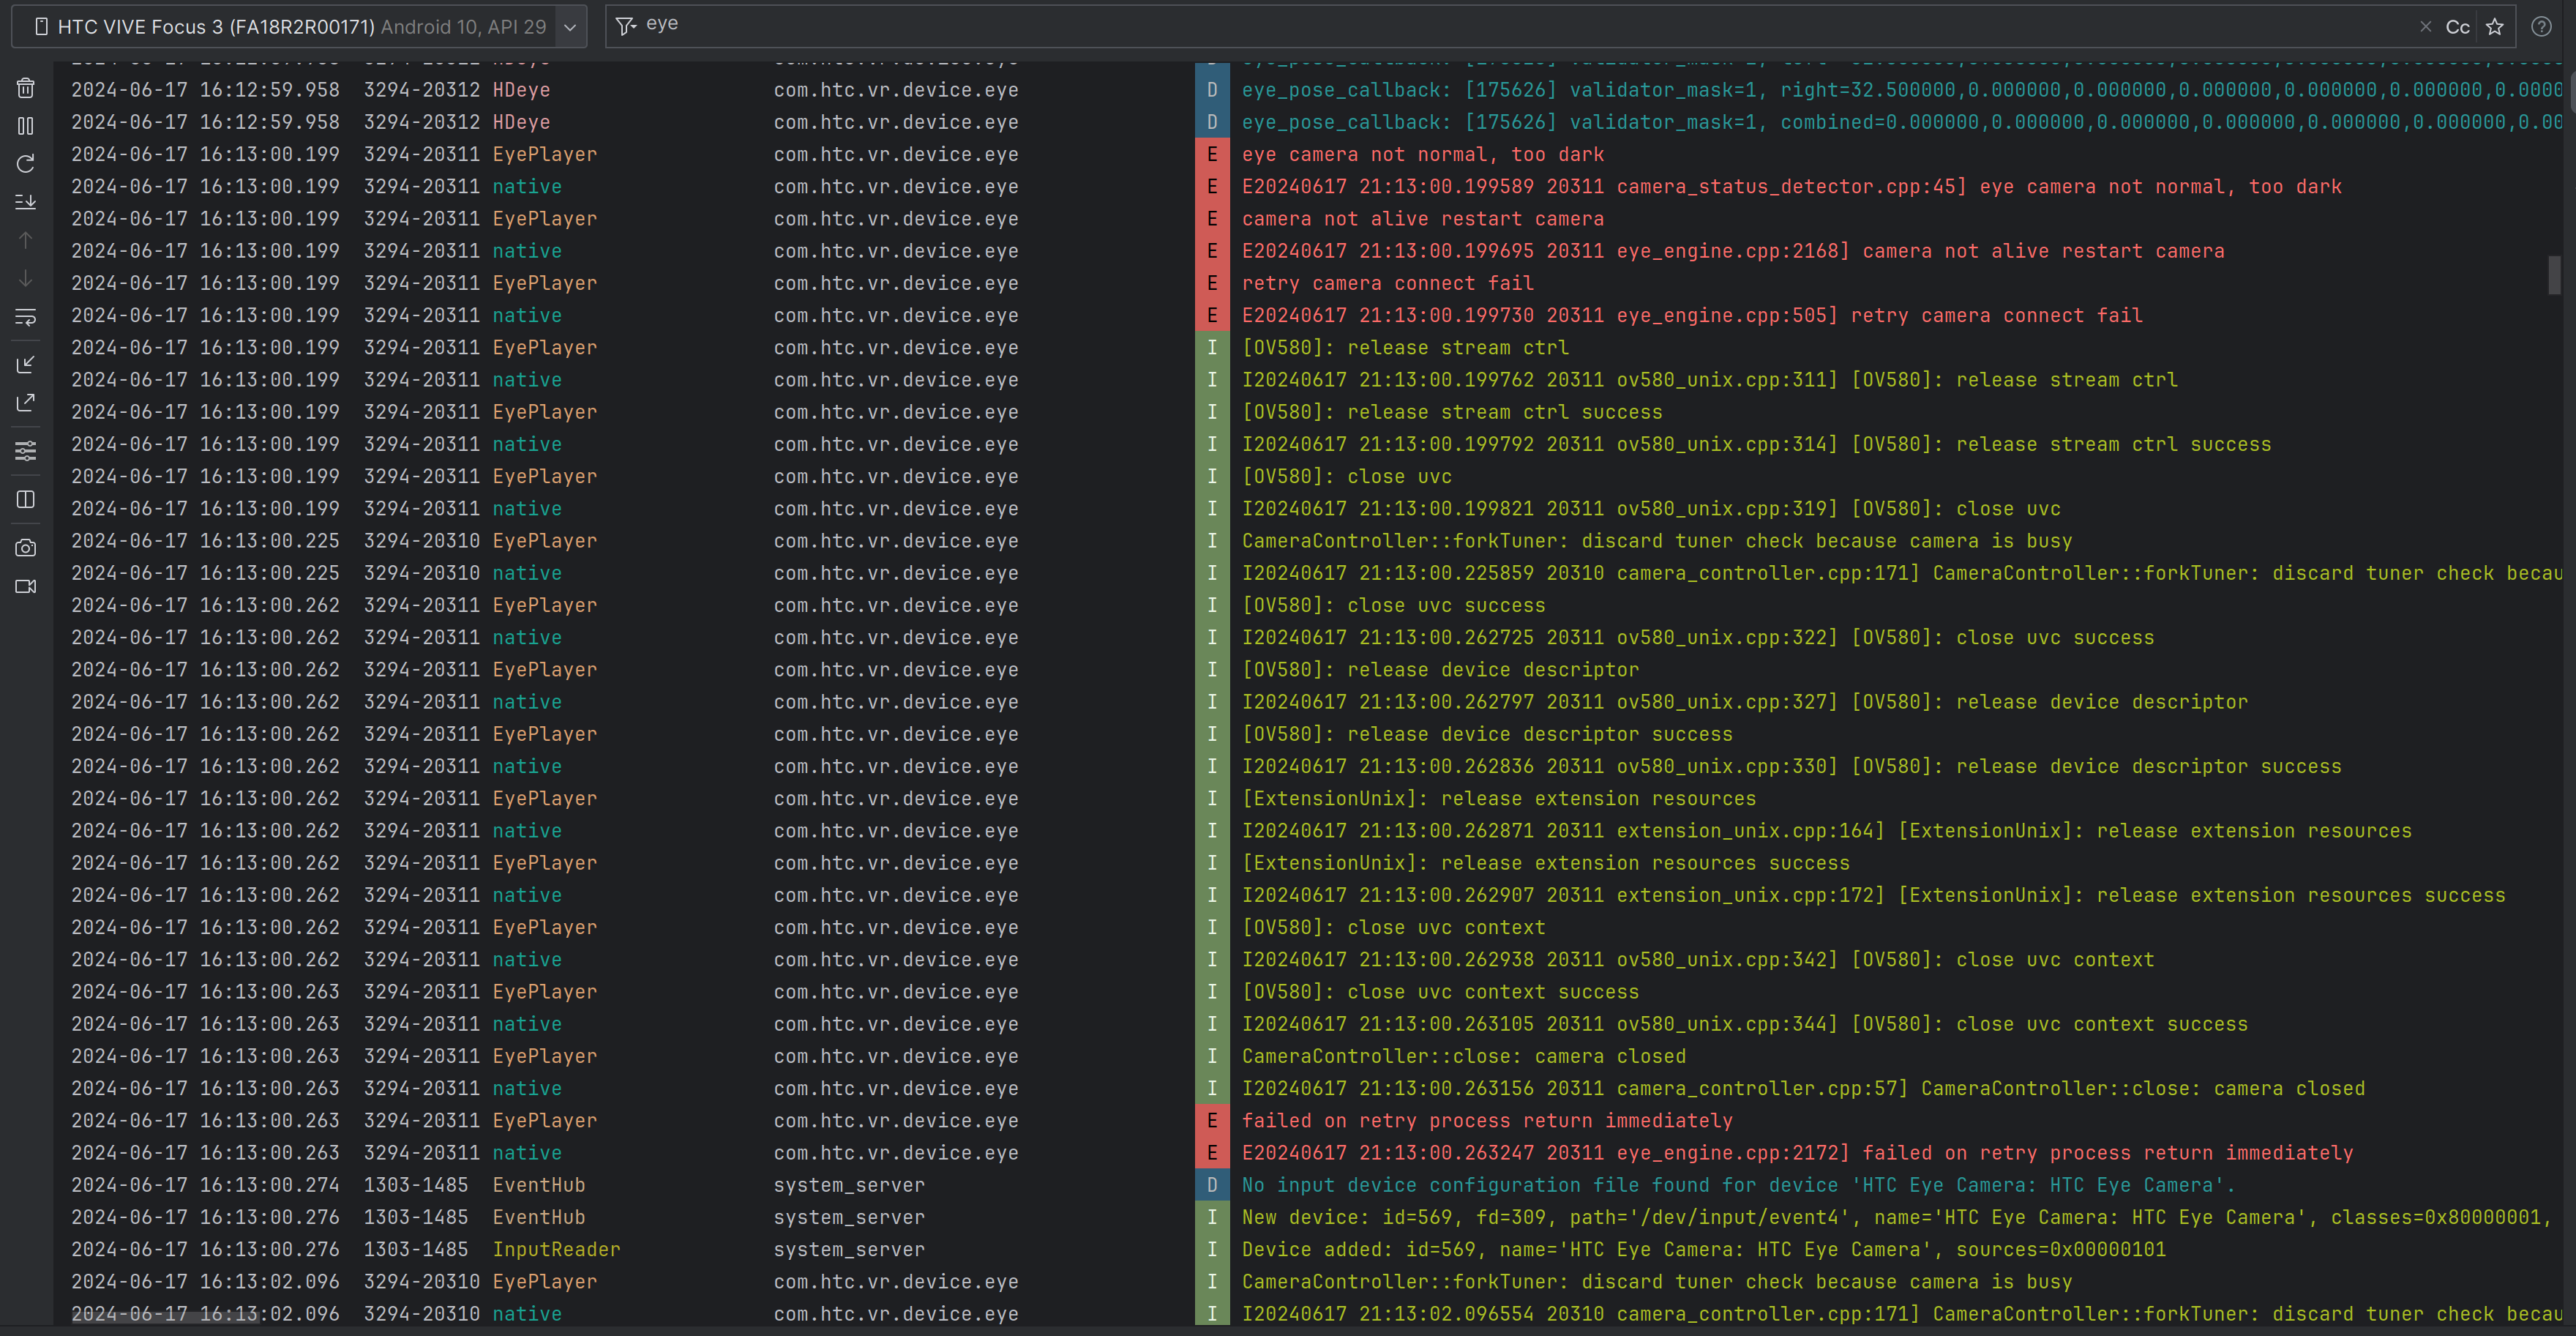 HTC VIVE Focus 3 (FA18R2R00171) Android 10, API 29 eye Cc
2024-06-17 16:12:59.958 3294-20312 HDeye com.htc.vr.device.eye D eye_pose_callback: [175626] validator_mask=1, right=32.500000,0.000000,0.000000,0.000000,0.000000,0.000000,0.0000
2024-06-17 16:12:59.958 3294-20312 HDeye com.htc.vr.device.eye D eye_pose_callback: [175626] validator_mask=1, combined=0.000000,0.000000,0.000000,0.000000,0.000000,0.00
2024-06-17 16:13:00.199 3294-20311 EyePlayer com.htc.vr.device.eye E eye camera not normal, too dark
2024-06-17 16:13:00.199 3294-20311 native com.htc.vr.device.eye E E20240617 21:13:00.199589 20311 camera_status_detector.cpp:45] eye camera not normal, too dark
2024-06-17 16:13:00.199 3294-20311 EyePlayer com.htc.vr.device.eye E camera not alive restart camera
2024-06-17 16:13:00.199 3294-20311 native com.htc.vr.device.eye E E20240617 21:13:00.199695 20311 eye_engine.cpp:2168] camera not alive restart camera
2024-06-17 16:13:00.199 3294-20311 EyePlayer com.htc.vr.device.eye E retry camera connect fail
2024-06-17 16:13:00.199 3294-20311 native com.htc.vr.device.eye E E20240617 21:13:00.199730 20311 eye_engine.cpp:505] retry camera connect fail
2024-06-17 16:13:00.199 3294-20311 EyePlayer com.htc.vr.device.eye I [OV580]: release stream ctrl
2024-06-17 16:13:00.199 3294-20311 native com.htc.vr.device.eye I I20240617 21:13:00.199762 20311 ov580_unix.cpp:311] [OV580]: release stream ctrl
2024-06-17 16:13:00.199 3294-20311 EyePlayer com.htc.vr.device.eye I [OV580]: release stream ctrl success
2024-06-17 16:13:00.199 3294-20311 native com.htc.vr.device.eye I I20240617 21:13:00.199792 20311 ov580_unix.cpp:314] [OV580]: release stream ctrl success
2024-06-17 16:13:00.199 3294-20311 EyePlayer com.htc.vr.device.eye I [OV580]: close uvc
2024-06-17 16:13:00.199 3294-20311 native com.htc.vr.device.eye I I20240617 21:13:00.199821 20311 ov580_unix.cpp:319] [OV580]: close uvc
2024-06-17 16:13:00.225 3294-20310 EyePlayer com.htc.vr.device.eye I CameraController::forkTuner: discard tuner check because camera is busy
2024-06-17 16:13:00.225 3294-20310 native com.htc.vr.device.eye I I20240617 21:13:00.225859 20310 camera_controller.cpp:171] CameraController::forkTuner: discard tuner check becau
2024-06-17 16:13:00.262 3294-20311 EyePlayer com.htc.vr.device.eye I [OV580]: close uvc success
2024-06-17 16:13:00.262 3294-20311 native com.htc.vr.device.eye I I20240617 21:13:00.262725 20311 ov580_unix.cpp:322] [OV580]: close uvc success
2024-06-17 16:13:00.262 3294-20311 EyePlayer com.htc.vr.device.eye I [OV580]: release device descriptor
2024-06-17 16:13:00.262 3294-20311 native com.htc.vr.device.eye I I20240617 21:13:00.262797 20311 ov580_unix.cpp:327] [OV580]: release device descriptor
2024-06-17 16:13:00.262 3294-20311 EyePlayer com.htc.vr.device.eye I [OV580]: release device descriptor success
2024-06-17 16:13:00.262 3294-20311 native com.htc.vr.device.eye I I20240617 21:13:00.262836 20311 ov580_unix.cpp:330] [OV580]: release device descriptor success
2024-06-17 16:13:00.262 3294-20311 EyePlayer com.htc.vr.device.eye I [ExtensionUnix]: release extension resources
2024-06-17 16:13:00.262 3294-20311 native com.htc.vr.device.eye I I20240617 21:13:00.262871 20311 extension_unix.cpp:164] [ExtensionUnix]: release extension resources
2024-06-17 16:13:00.262 3294-20311 EyePlayer com.htc.vr.device.eye I [ExtensionUnix]: release extension resources success
2024-06-17 16:13:00.262 3294-20311 native com.htc.vr.device.eye I I20240617 21:13:00.262907 20311 extension_unix.cpp:172] [ExtensionUnix]: release extension resources success
2024-06-17 16:13:00.262 3294-20311 EyePlayer com.htc.vr.device.eye I [OV580]: close uvc context
2024-06-17 16:13:00.262 3294-20311 native com.htc.vr.device.eye I I20240617 21:13:00.262938 20311 ov580_unix.cpp:342] [OV580]: close uvc context
2024-06-17 16:13:00.263 3294-20311 EyePlayer com.htc.vr.device.eye I [OV580]: close uvc context success
2024-06-17 16:13:00.263 3294-20311 native com.htc.vr.device.eye I I20240617 21:13:00.263105 20311 ov580_unix.cpp:344] [OV580]: close uvc context success
2024-06-17 16:13:00.263 3294-20311 EyePlayer com.htc.vr.device.eye I CameraController::close: camera closed
2024-06-17 16:13:00.263 3294-20311 native com.htc.vr.device.eye I I20240617 21:13:00.263156 20311 camera_controller.cpp:57] CameraController::close: camera closed
2024-06-17 16:13:00.263 3294-20311 EyePlayer com.htc.vr.device.eye E failed on retry process return immediately
2024-06-17 16:13:00.263 3294-20311 native com.htc.vr.device.eye E E20240617 21:13:00.263247 20311 eye_engine.cpp:2172] failed on retry process return immediately
2024-06-17 16:13:00.274 1303-1485 EventHub system_server D No input device configuration file found for device 'HTC Eye Camera: HTC Eye Camera'.
2024-06-17 16:13:00.276 1303-1485 EventHub system_server I New device: id=569, fd=309, path='/dev/input/event4', name='HTC Eye Camera: HTC Eye Camera', classes=0x80000001,
2024-06-17 16:13:00.276 1303-1485 InputReader system_server I Device added: id=569, name='HTC Eye Camera: HTC Eye Camera', sources=0x00000101
2024-06-17 16:13:02.096 3294-20310 EyePlayer com.htc.vr.device.eye I CameraController::forkTuner: discard tuner check because camera is busy
2024-06-17 16:13:02.096 3294-20310 native com.htc.vr.device.eye I I20240617 21:13:02.096554 20310 camera_controller.cpp:171] CameraController::forkTuner: discard tuner check becau